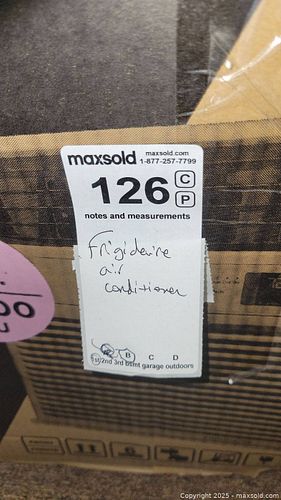 maxsold maxsold.com
1-877-257-7799
126 C
P
notes and measurements
Frigidaire
air
conditioner
B C D
1st 2nd 3rd bsmt garage outdoors
00
Copyright 2025 - maxsold.com